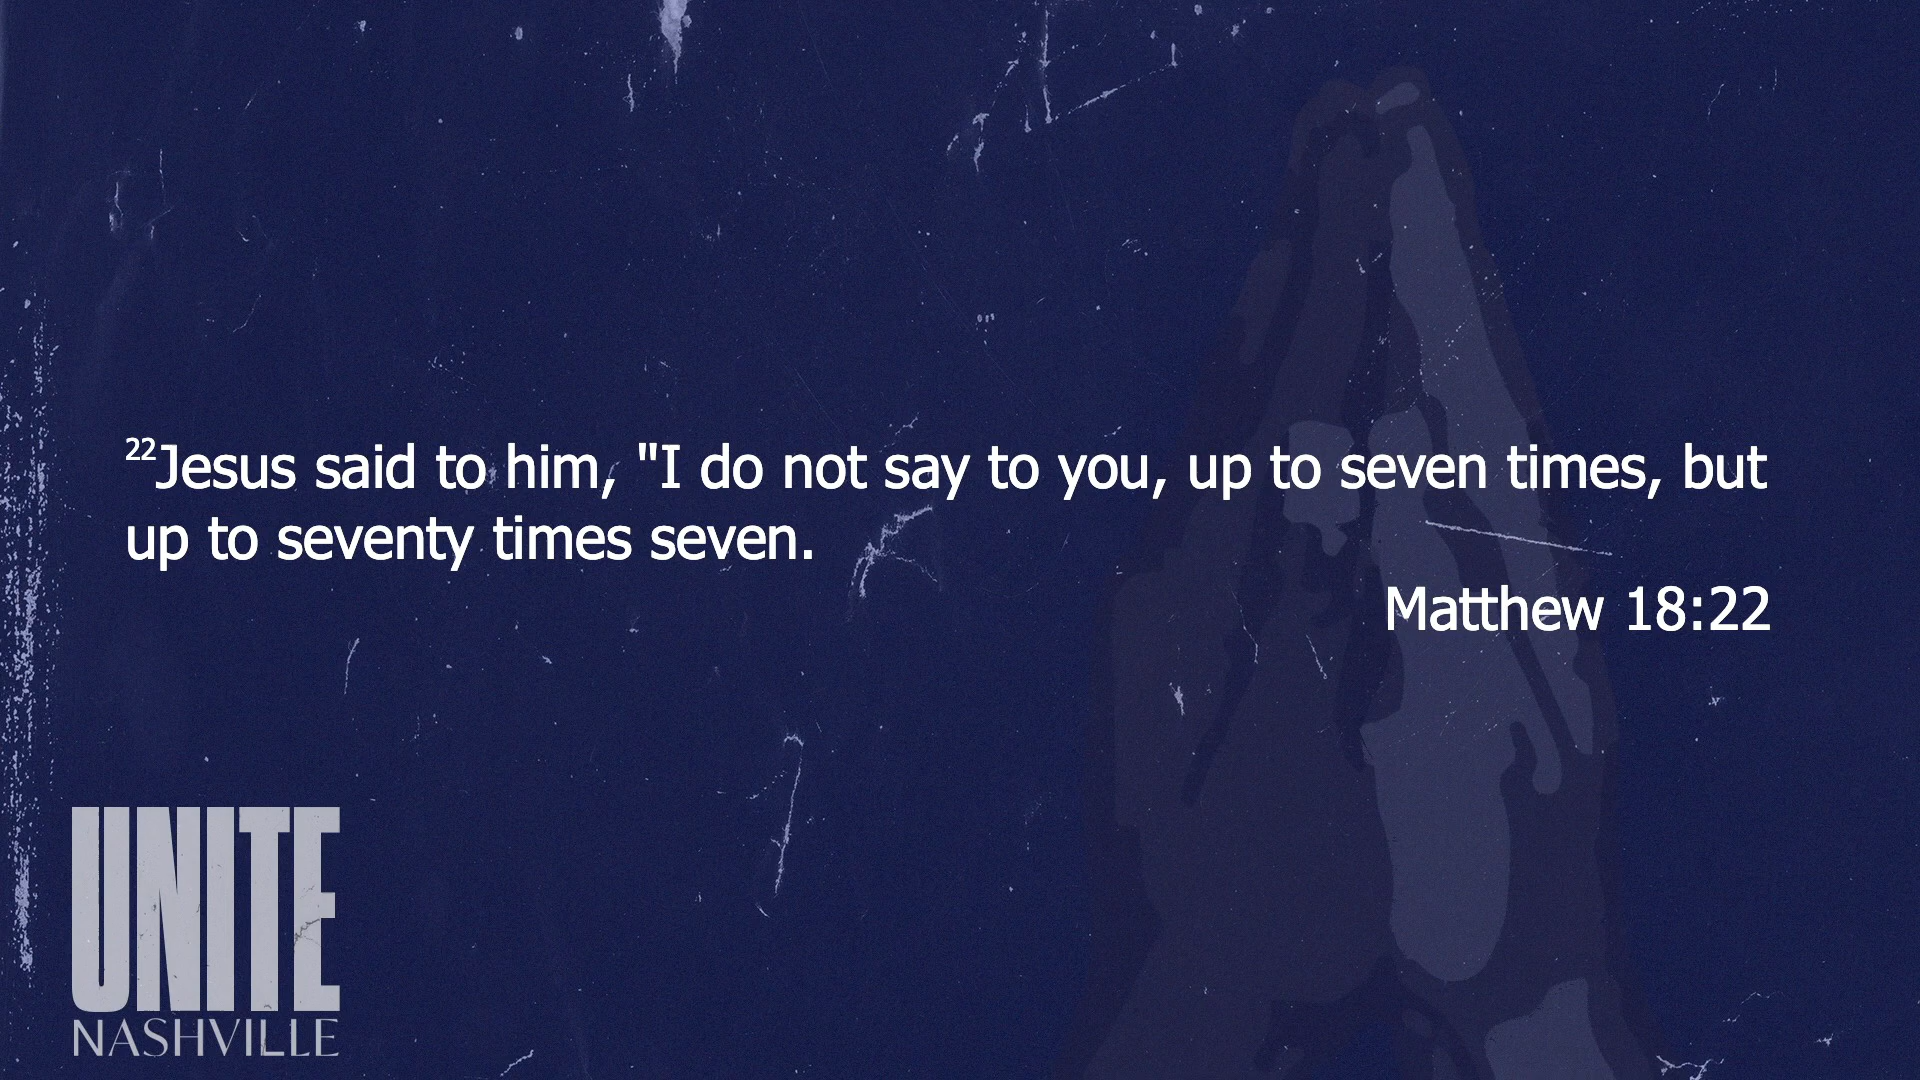 22Jesus said to him, "I do not say to you, up to seven times, but
up to seventy times seven.
Matthew 18:22
UNITE
NASHVILLE